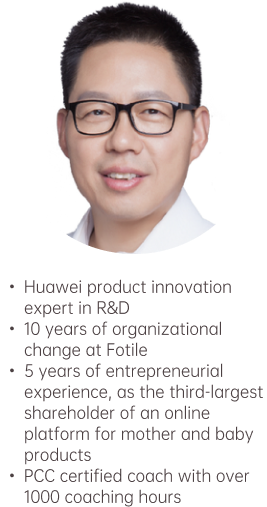 • Huawei product innovation
expert in R&D
• 10 years of organizational
change at Fotile
• 5 years of entrepreneurial
experience, as the third-largest
shareholder of an online
platform for mother and baby
products
• PCC certified coach with over
1000 coaching hours